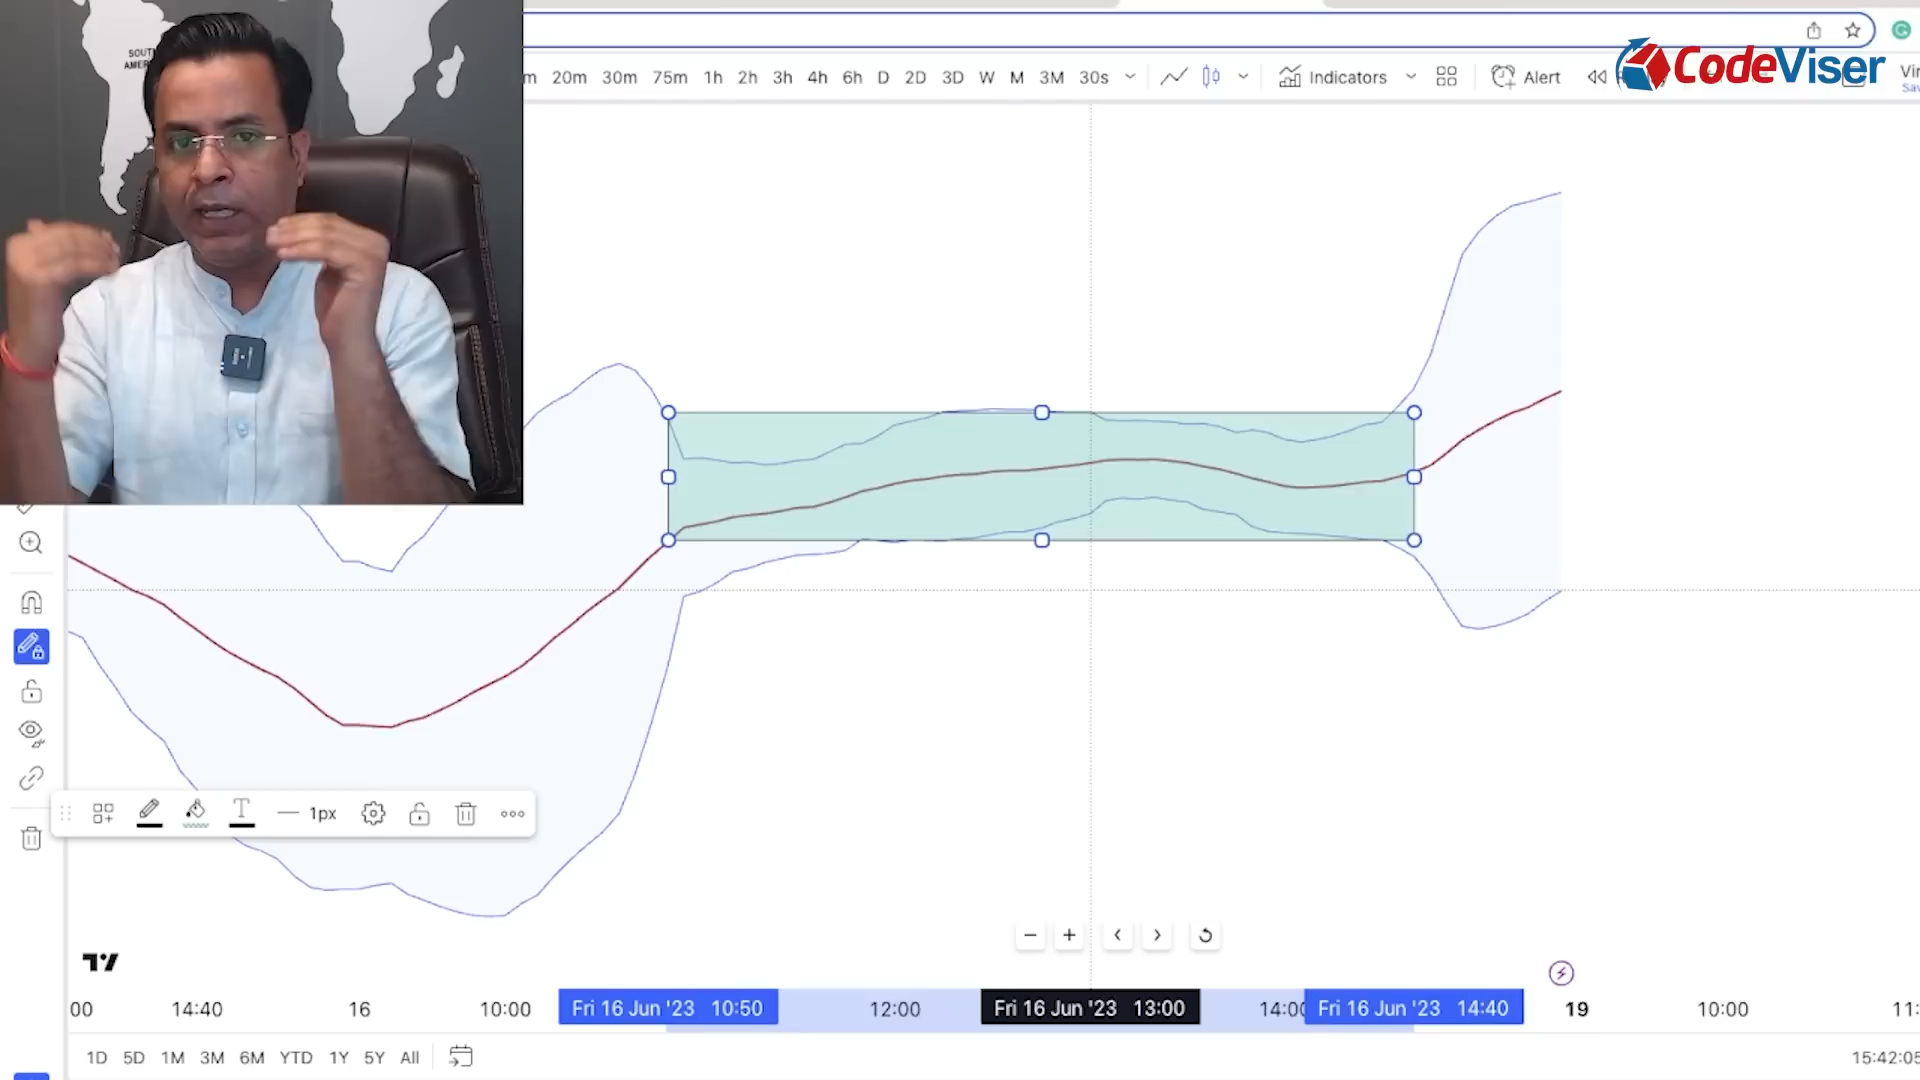 SOUTH
AMER
m 20m 30m 75m 1h 2h 3h 4h 6h D 2D 3D W M 3M 30s Indicators Alert
CodeViser
Sav
T 1px
00 14:40 16 10:00 Fri 16 Jun '23 10:50 12:00 Fri 16 Jun '23 13:00 14:00 Fri 16 Jun '23 14:40 19 10:00 11:
1D 5D 1M 3M 6M YTD 1Y 5Y All 15:42:05